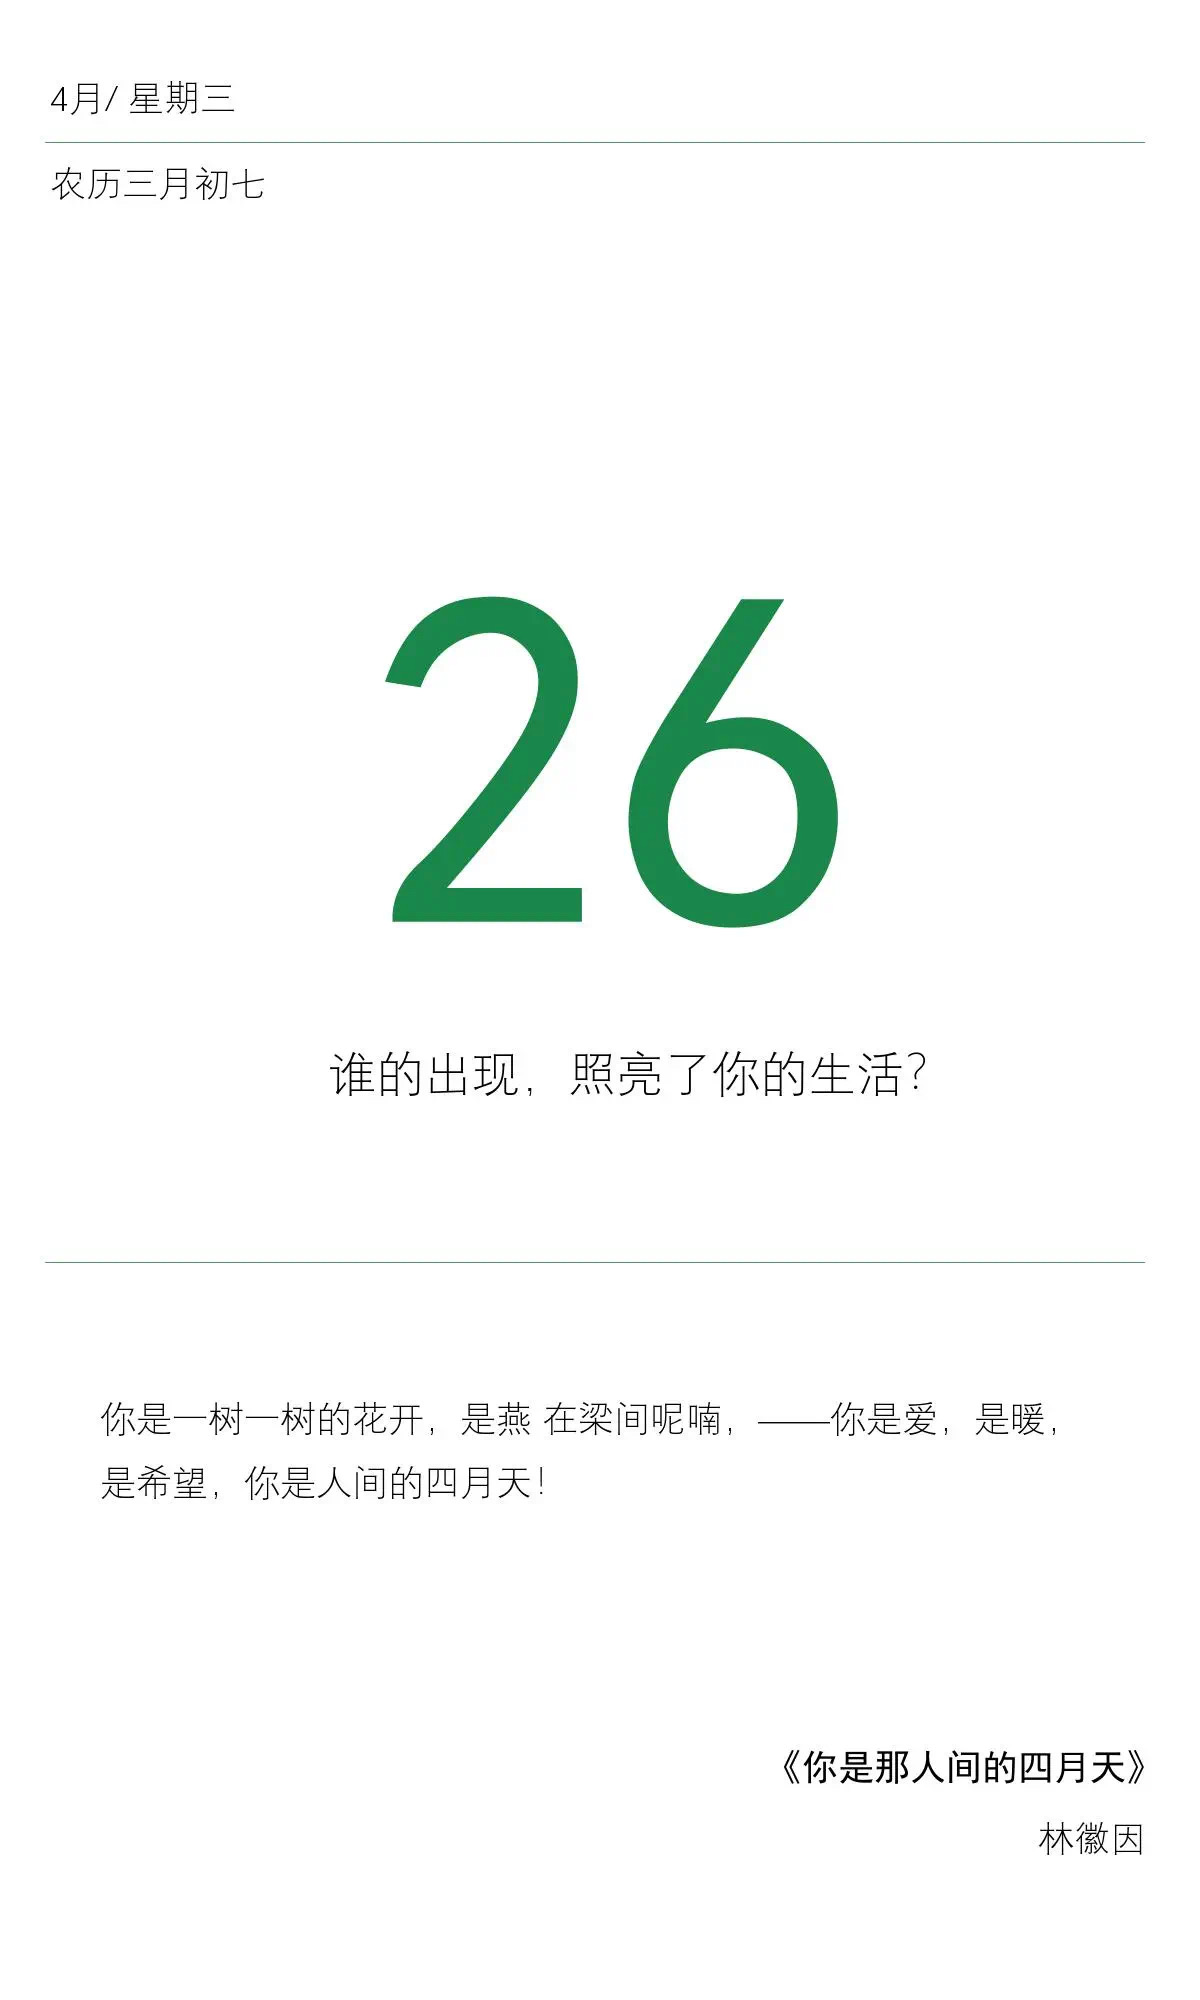 4月/ 星期三
农历三月初七
26
谁的出现，照亮了你的生活？
你是一树一树的花开，是燕 在梁间呢喃，——你是爱，是暖，
是希望，你是人间的四月天！
《你是那人间的四月天》
林徽因